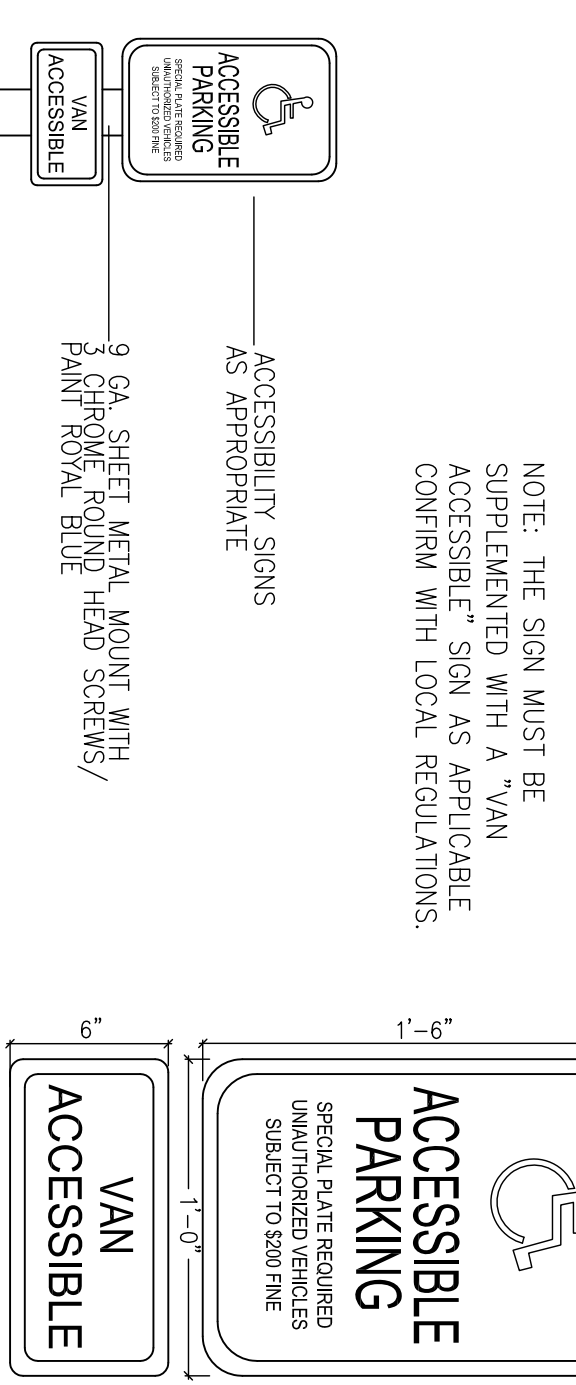 NOTE: THE SIGN MUST BE
SUPPLEMENTED WITH A "VAN
ACCESSIBLE" SIGN AS APPLICABLE
CONFIRM WITH LOCAL REGULATIONS.
ACCESSIBLE
PARKING
SPECIAL PLATE REQUIRED
UNIAUTHORIZED VEHICLES
SUBJECT TO $200 FINE
VAN
ACCESSIBLE
ACCESSIBILITY SIGNS
AS APPROPRIATE
9 GA. SHEET METAL MOUNT WITH
3 CHROME ROUND HEAD SCREWS/
PAINT ROYAL BLUE
1'-6"
ACCESSIBLE
PARKING
SPECIAL PLATE REQUIRED
UNIAUTHORIZED VEHICLES
SUBJECT TO $200 FINE
1'-0"
6"
VAN
ACCESSIBLE